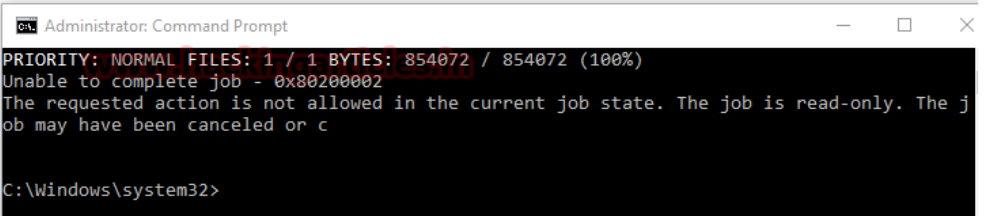 Administrator: Command Prompt
PRIORITY: NORMAL FILES: 1 / 1 BYTES: 854072 / 854072 (100%)
www.hackingarticles.in
Unable to complete job - 0x80200002
The requested action is not allowed in the current job state. The job is read-only. The j
ob may have been canceled or c
C:\Windows\system32>